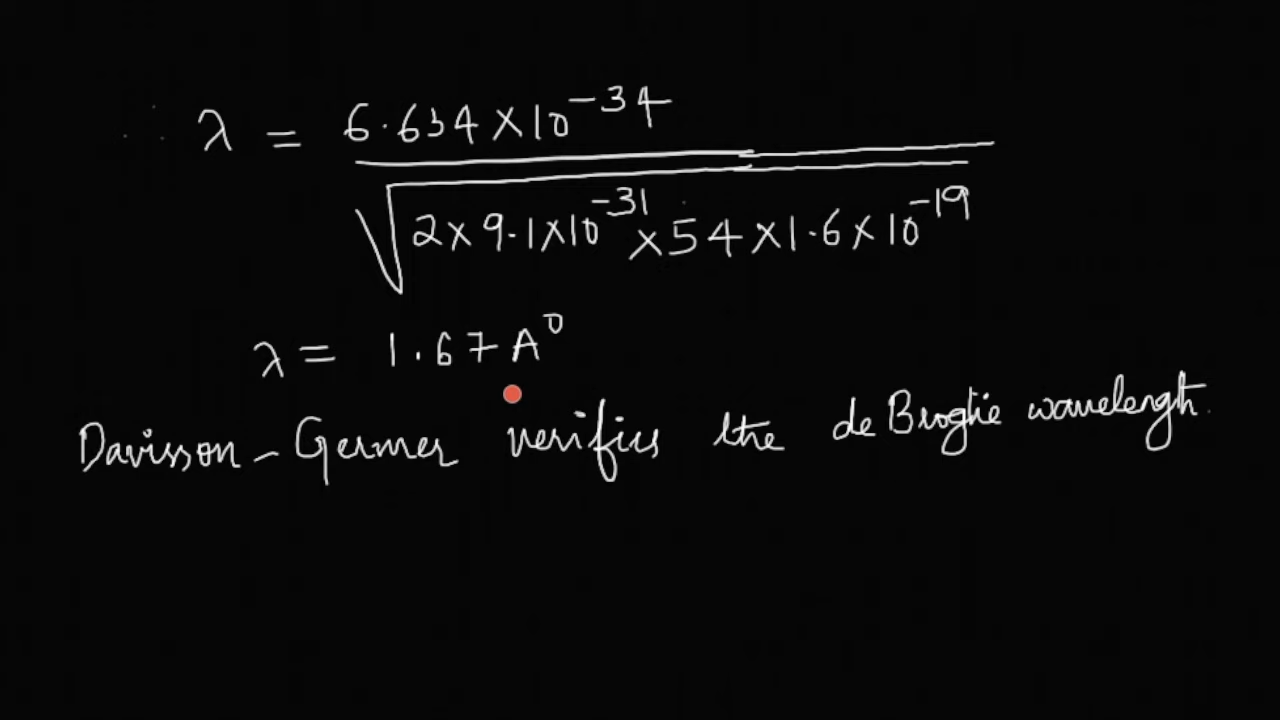 λ = 6.634 × 10⁻³⁴
√2 × 9.1 × 10⁻³¹ × 54 × 1.6 × 10⁻¹⁹
λ = 1.67 A⁰
Davisson - Germer verifies the de Broglie wavelength.